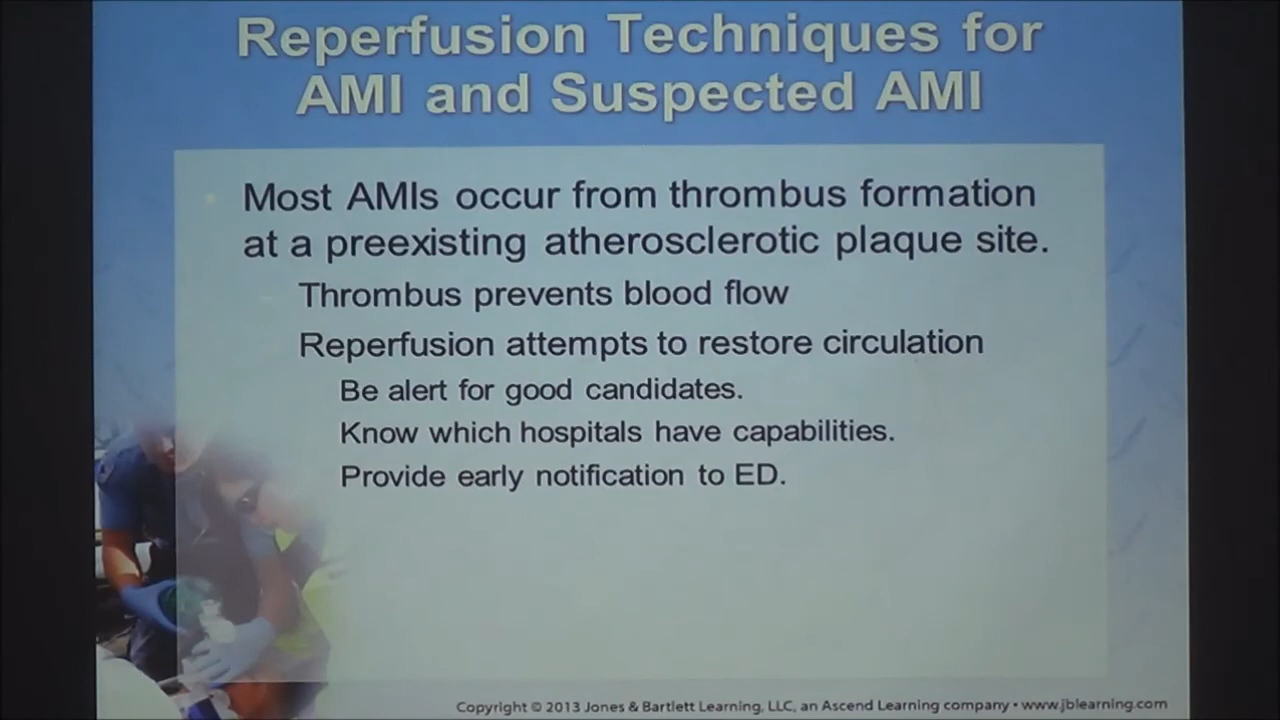 Reperfusion Techniques for
AMI and Suspected AMI
Most AMIs occur from thrombus formation
at a preexisting atherosclerotic plaque site.
Thrombus prevents blood flow
Reperfusion attempts to restore circulation
Be alert for good candidates.
Know which hospitals have capabilities.
Provide early notification to ED.
Copyright © 2013 Jones & Bartlett Learning, LLC, an Ascend Learning company • www.jblearning.com